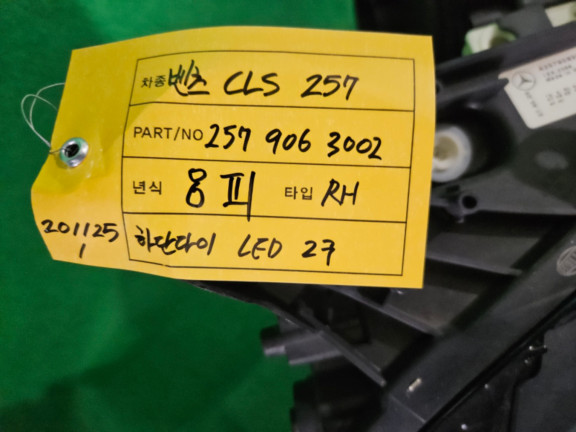 차종 벤츠 CLS 257
PART/NO 257 906 3002
년식 용 피 타입 RH
하단다이 LED 27
201125
1